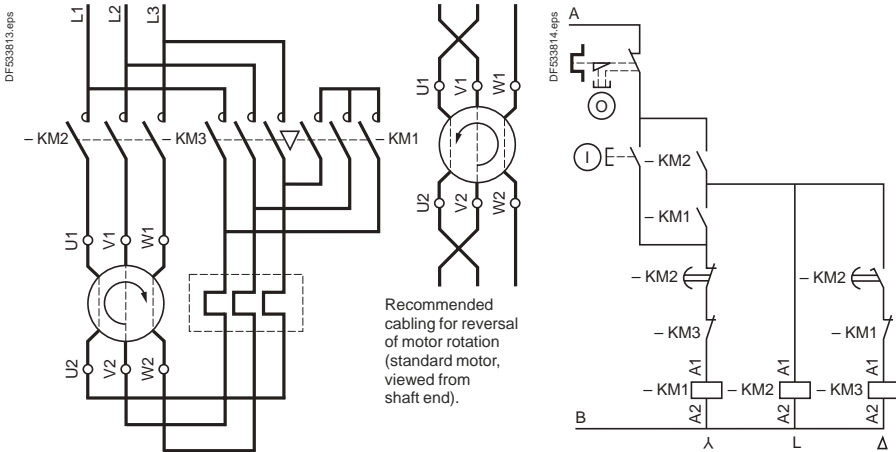 DF533813.eps
L1
L2
L3
– KM2
– KM3
– KM1
U1
V1
W1
U2
V2
W2
U1
V1
W1
U2
V2
W2
Recommended
cabling for reversal
of motor rotation
(standard motor,
viewed from
shaft end).
DF533814.eps
A
O
I
– KM2
– KM1
– KM2
– KM2
– KM3
– KM1
A1
A1
A1
– KM1
– KM2
– KM3
A2
A2
A2
B
L
Δ